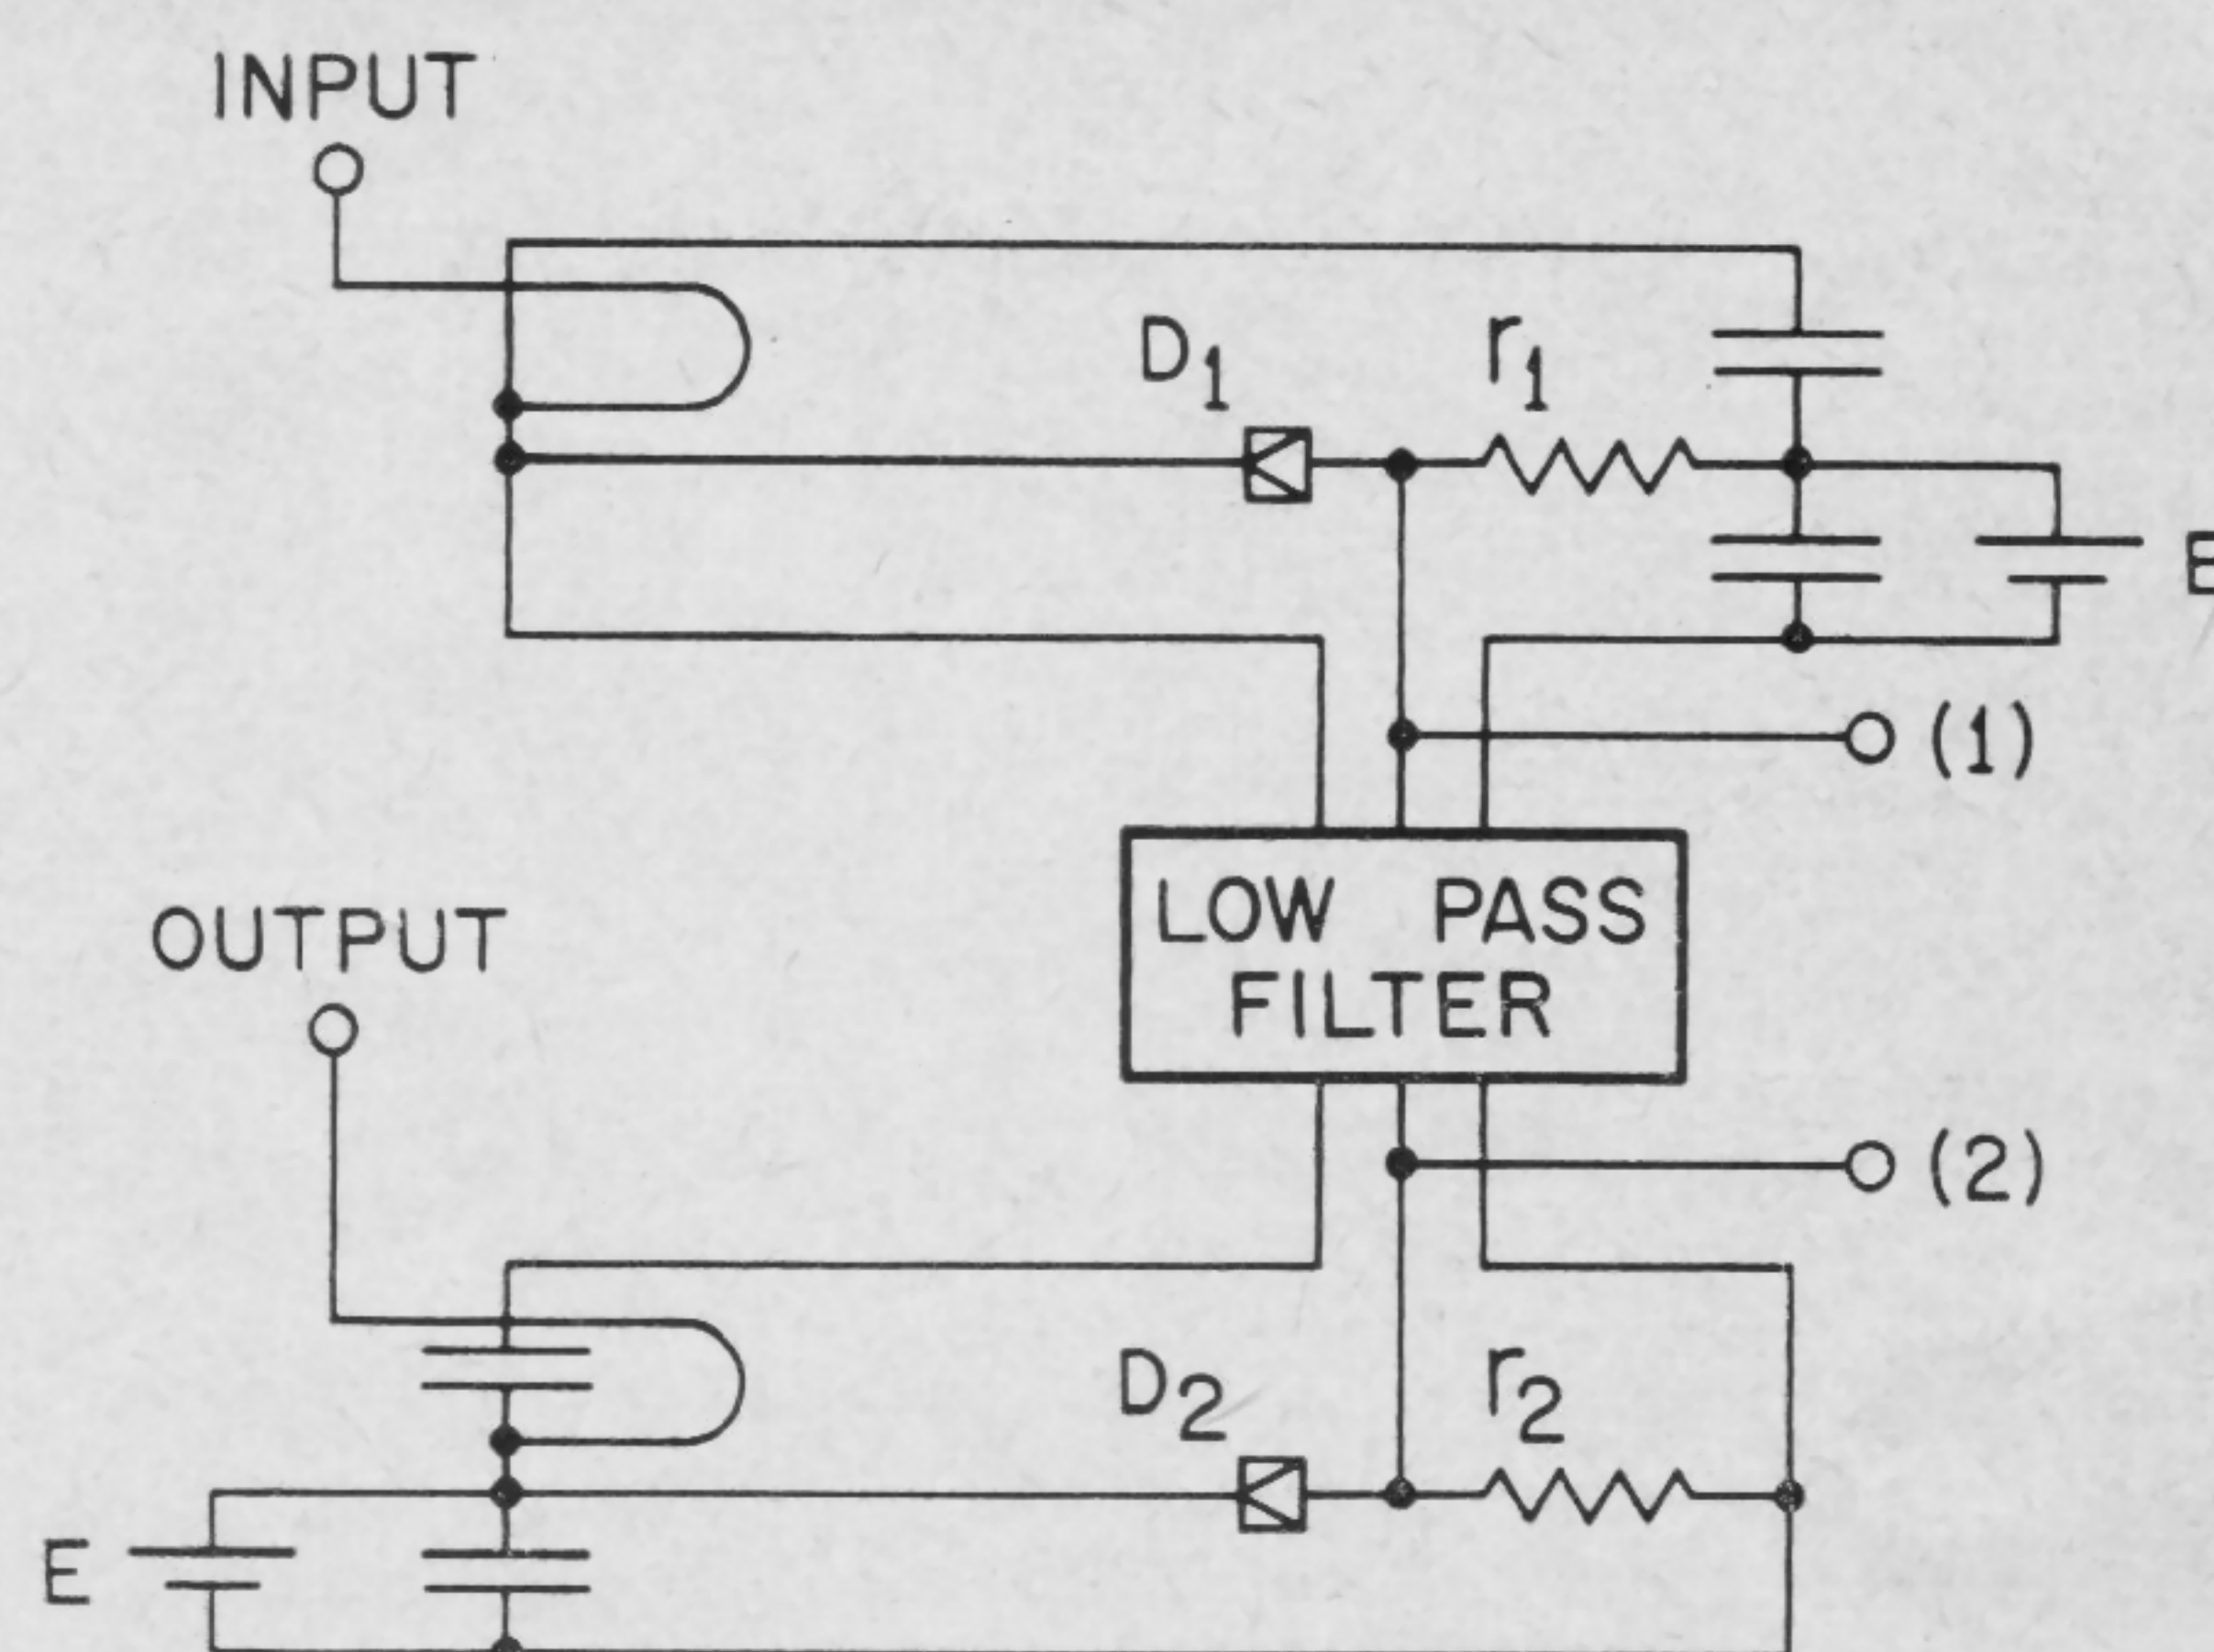 INPUT
D1
r1
E
(1)
LOW PASS
FILTER
OUTPUT
(2)
D2
r2
E